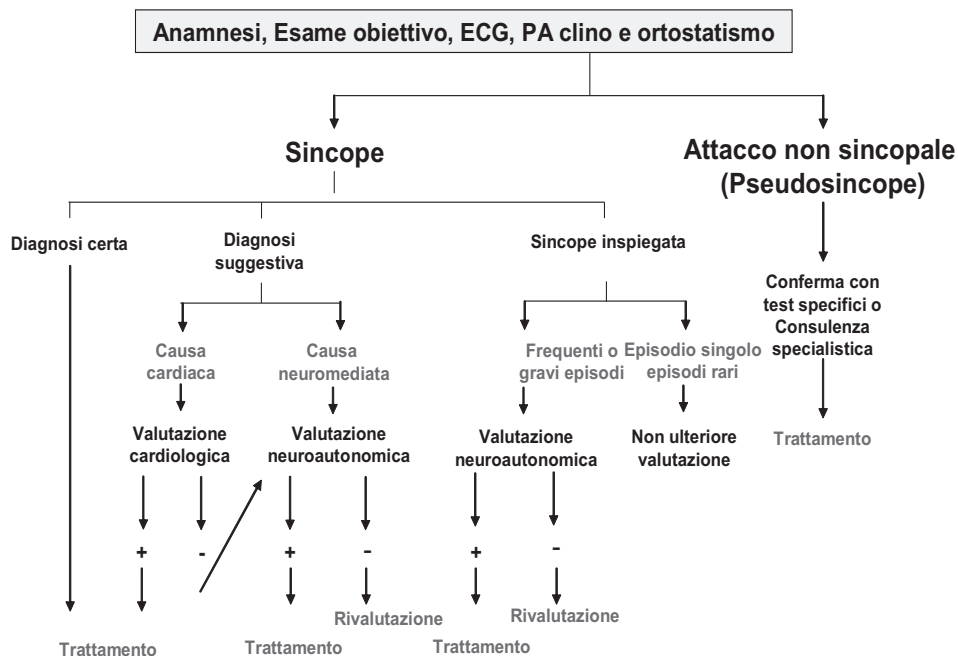 Anamnesi, Esame obiettivo, ECG, PA clino e ortostatismo
Sincope
Attacco non sincopale
(Pseudosincope)
Diagnosi certa
Diagnosi
suggestiva
Sincope inspiegata
Conferma con
test specifici o
Consulenza
specialistica
Causa
cardiaca
Causa
neuromediata
Frequenti o
gravi episodi
Episodio singolo
episodi rari
Valutazione
cardiologica
Valutazione
neuroautonomica
Valutazione
neuroautonomica
Non ulteriore
valutazione
Trattamento
+
-
+
–
+
–
Rivalutazione
Rivalutazione
Trattamento
Trattamento
Trattamento